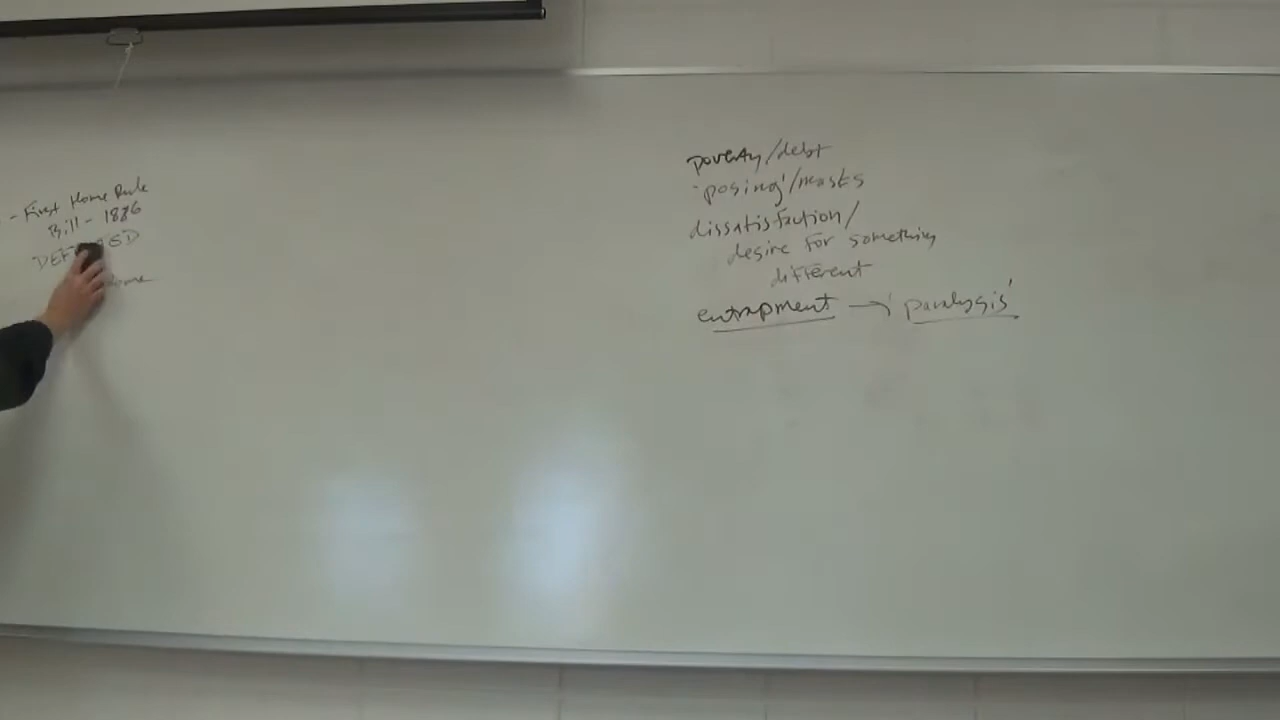 - First Home Rule
Bill - 1886
poverty/debt
'posing'/masks
dissatisfaction/
desire for something
different
entrapment → 'paralysis'